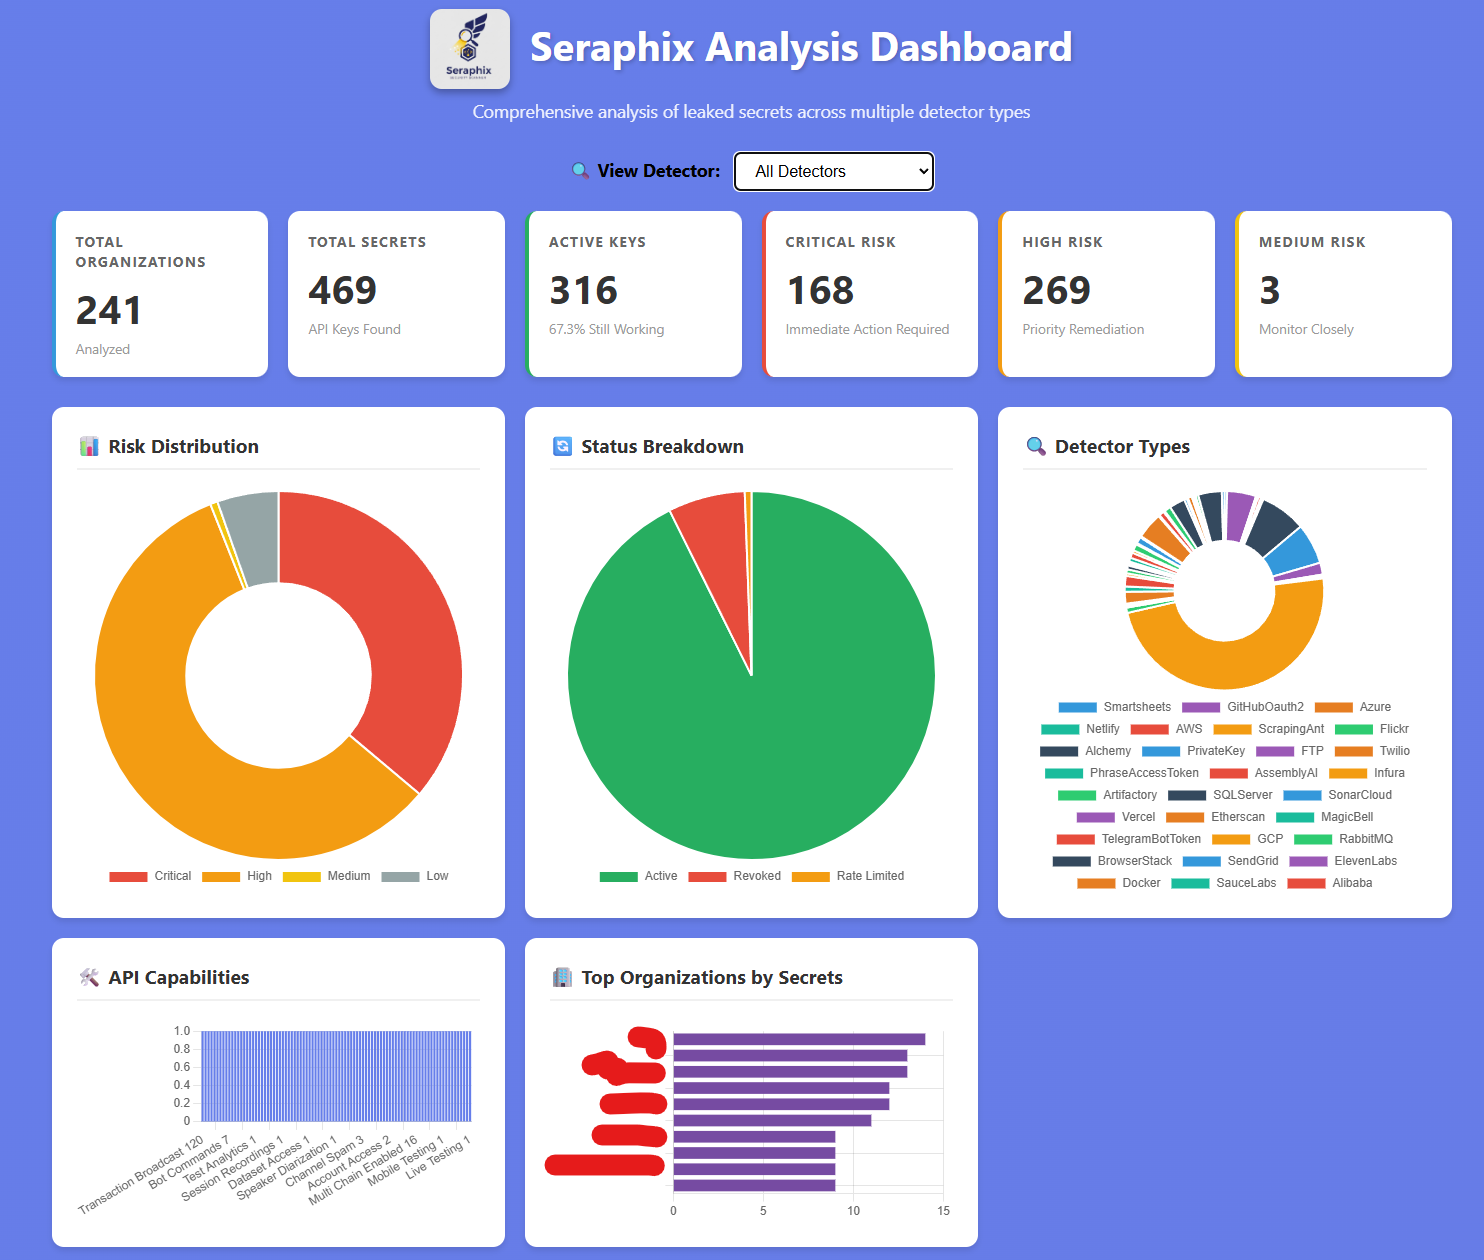 Seraphix
Seraphix Analysis Dashboard
Comprehensive analysis of leaked secrets across multiple detector types
View Detector: All Detectors
TOTAL
ORGANIZATIONS
241
Analyzed
TOTAL SECRETS
469
API Keys Found
ACTIVE KEYS
316
67.3% Still Working
CRITICAL RISK
168
Immediate Action Required
HIGH RISK
269
Priority Remediation
MEDIUM RISK
3
Monitor Closely
Risk Distribution
Critical High Medium Low
Status Breakdown
Active Revoked Rate Limited
Detector Types
Smartsheets GitHubOauth2 Azure
Netlify AWS ScrapingAnt Flickr
Alchemy PrivateKey FTP Twilio
PhraseAccessToken AssemblyAI Infura
Artifactory SQLServer SonarCloud
Vercel Etherscan MagicBell
TelegramBotToken GCP RabbitMQ
BrowserStack SendGrid ElevenLabs
Docker SauceLabs Alibaba
API Capabilities
1.0
0.8
0.6
0.4
0.2
0
Transaction Broadcast 120
Bot Commands 7
Test Analytics 1
Session Recordings 1
Dataset Access 1
Speaker Diarization 1
Channel Spam 3
Account Access 2
Multi Chain Enabled 16
Mobile Testing 1
Live Testing 1
Top Organizations by Secrets
0 5 10 15